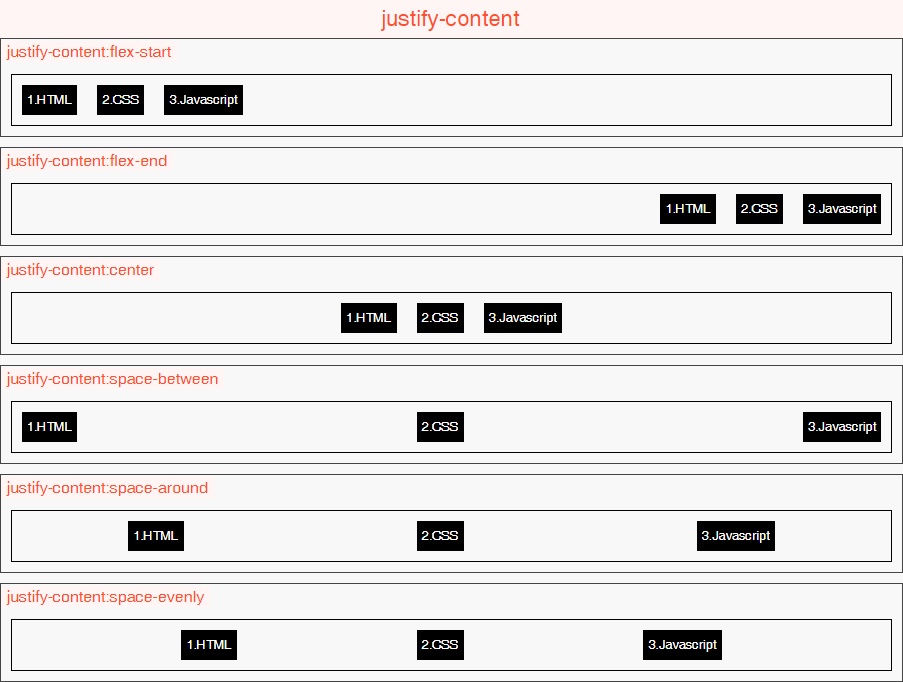 justify-content
justify-content:flex-start
1.HTML 2.CSS 3.Javascript
justify-content:flex-end
1.HTML 2.CSS 3.Javascript
justify-content:center
1.HTML 2.CSS 3.Javascript
justify-content:space-between
1.HTML 2.CSS 3.Javascript
justify-content:space-around
1.HTML 2.CSS 3.Javascript
justify-content:space-evenly
1.HTML 2.CSS 3.Javascript